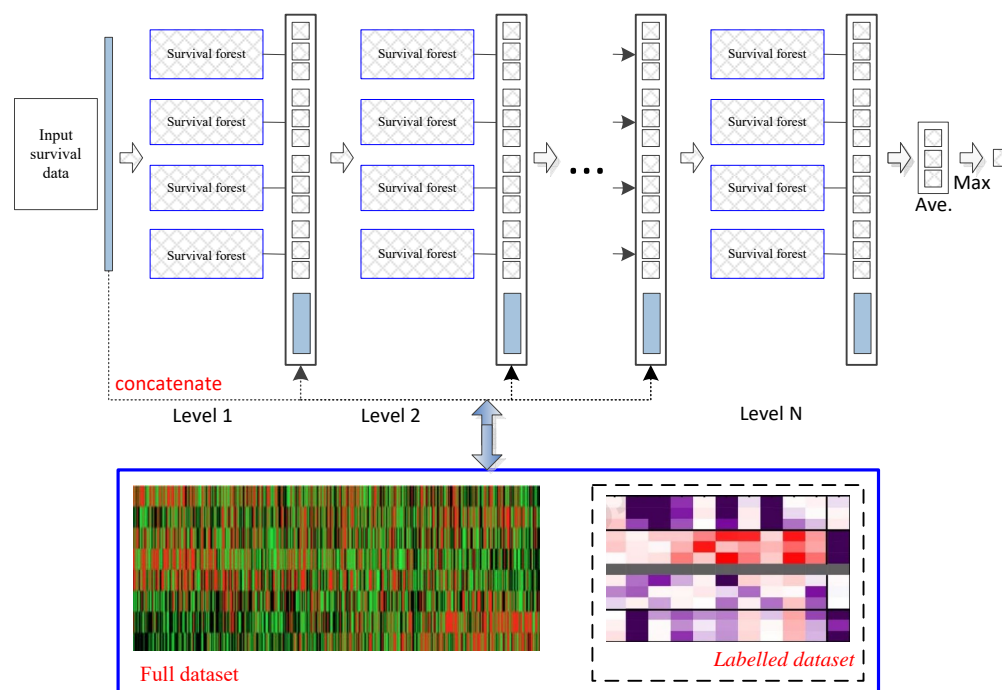 Input
survival
data
Survival forest
Survival forest
Survival forest
Survival forest
Survival forest
Survival forest
Survival forest
Survival forest
...
Survival forest
Survival forest
Survival forest
Survival forest
Ave.
Max
concatenate
Level 1
Level 2
Level N
Full dataset
Labelled dataset